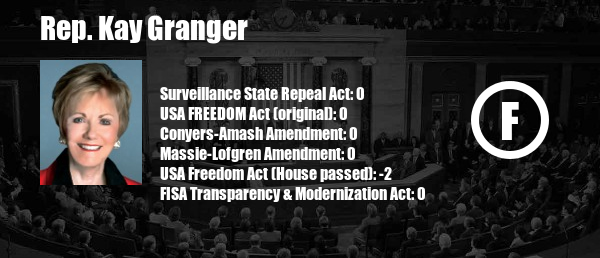 Rep. Kay Granger
Surveillance State Repeal Act: 0
USA FREEDOM Act (original): 0
Conyers-Amash Amendment: 0
Massie-Lofgren Amendment: 0
USA Freedom Act (House passed): -2
FISA Transparency & Modernization Act: 0
F